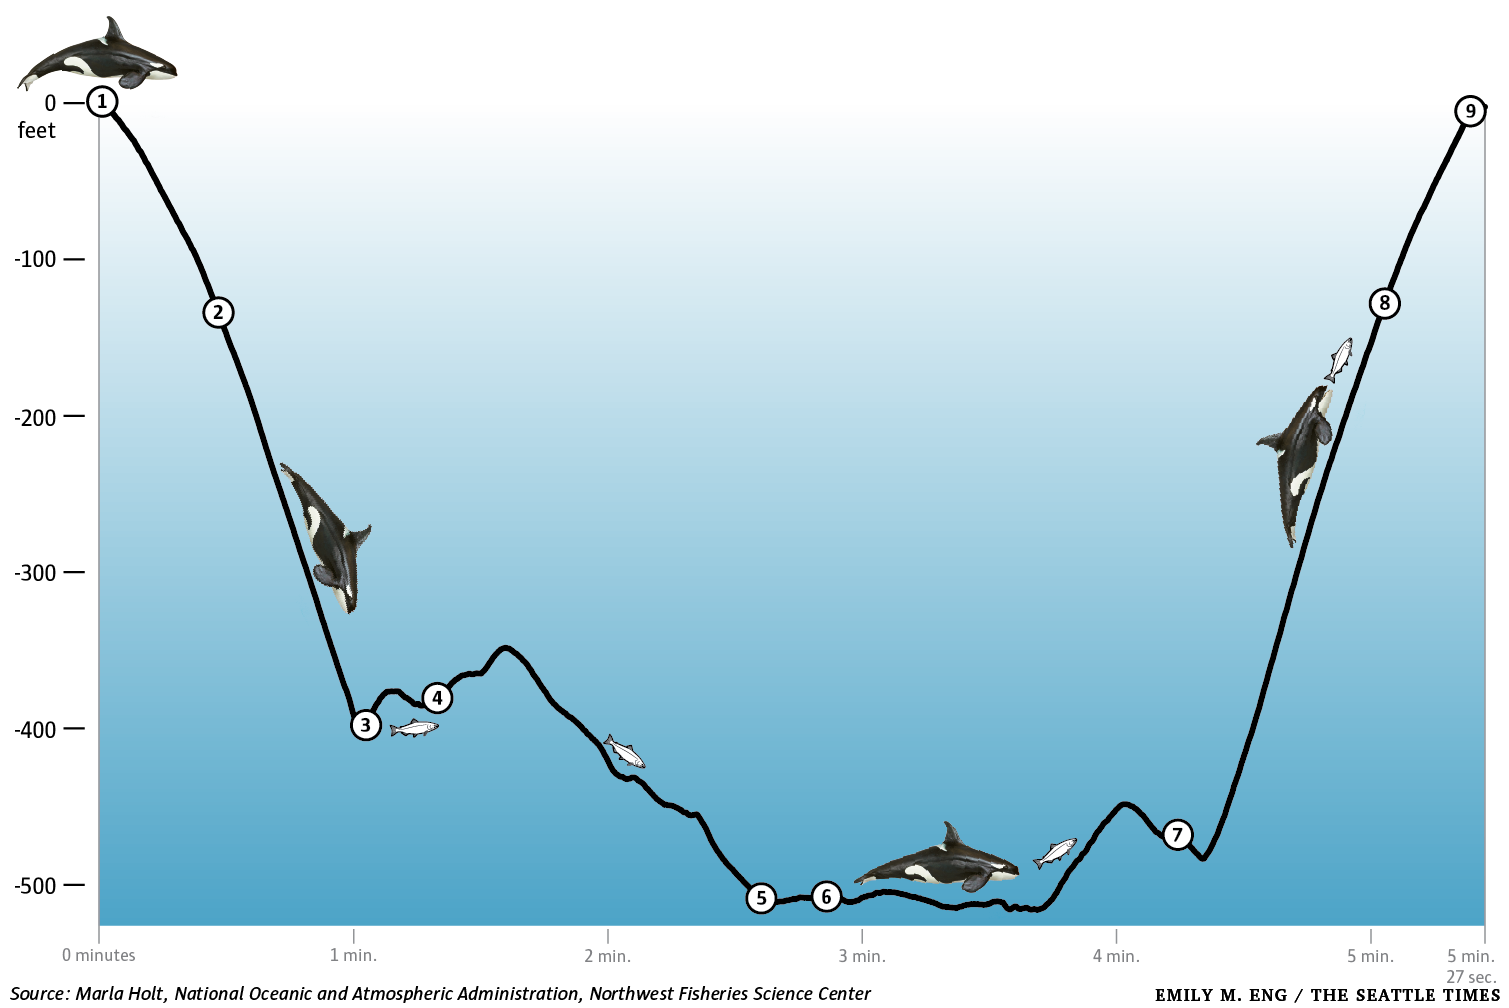 1
0
feet
9
-100
2
8
-200
-300
4
3
-400
7
-500
5
6
0 minutes
1 min.
2 min.
3 min.
4 min.
5 min.
5 min.
27 sec.
Source: Marla Holt, National Oceanic and Atmospheric Administration, Northwest Fisheries Science Center
EMILY M. ENG / THE SEATTLE TIMES